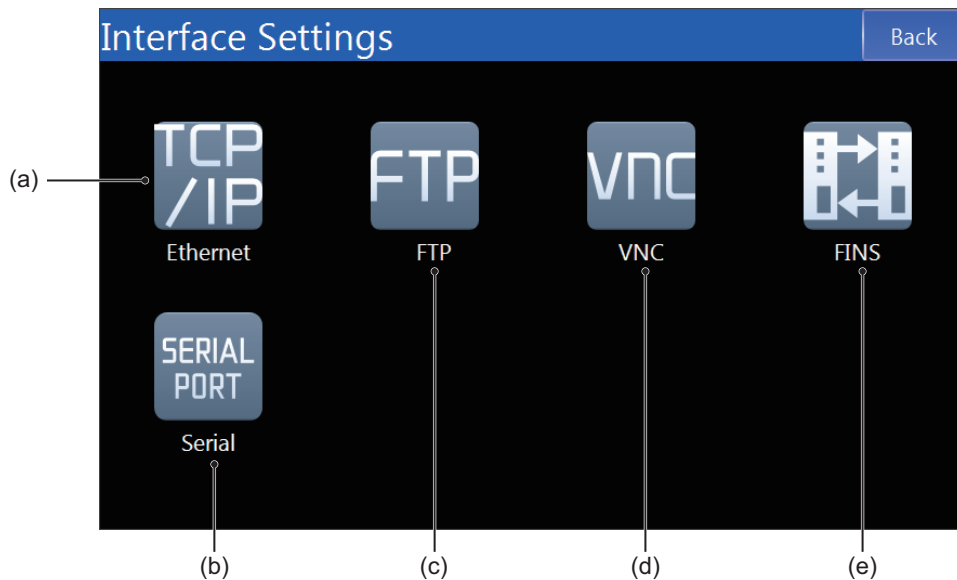 Interface Settings
Back
(a)
TCP
/IP
Ethernet
FTP
FTP
VNC
VNC
FINS
SERIAL
PORT
Serial
(b)
(c)
(d)
(e)